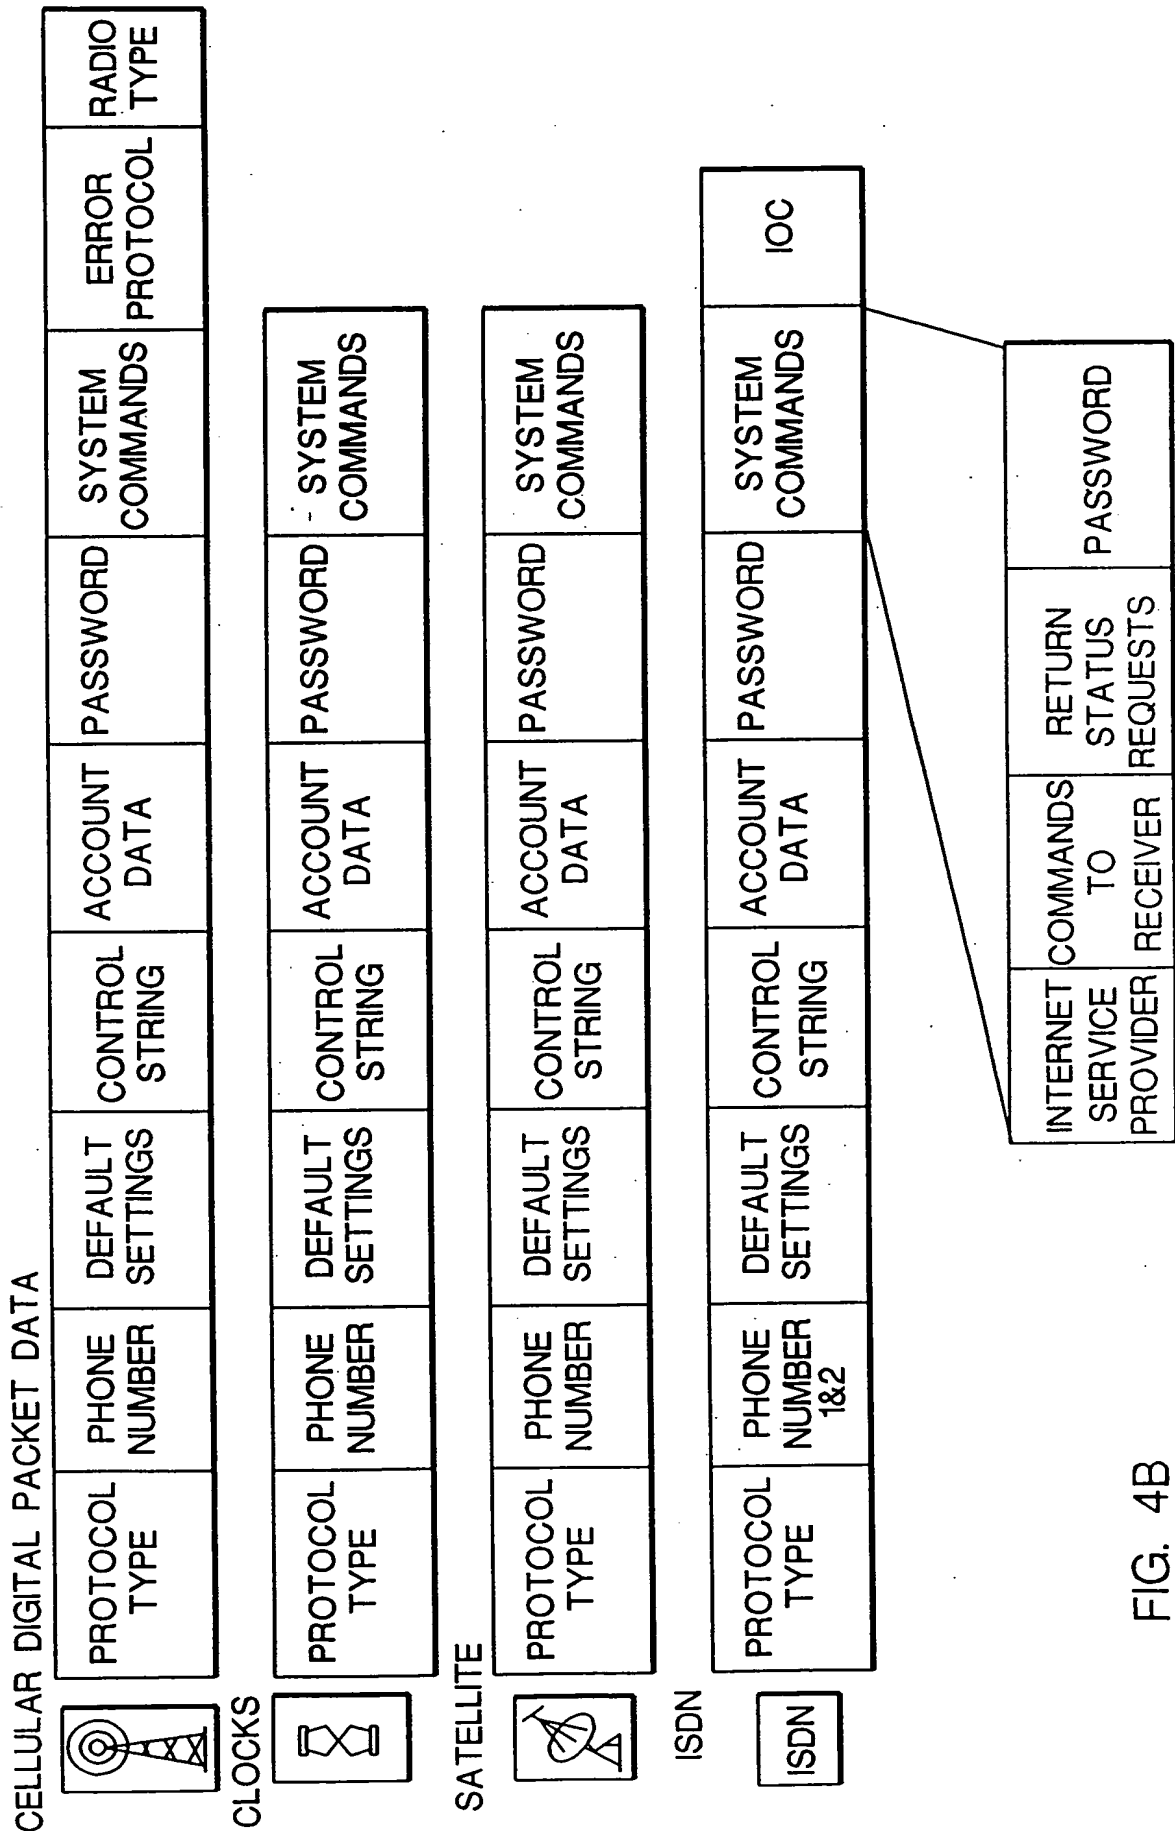 CELLULAR DIGITAL PACKET DATA
PROTOCOL
TYPE
PHONE
NUMBER
DEFAULT
SETTINGS
CONTROL
STRING
ACCOUNT
DATA
PASSWORD
SYSTEM
COMMANDS
ERROR
PROTOCOL
RADIO
TYPE
CLOCKS
PROTOCOL
TYPE
PHONE
NUMBER
DEFAULT
SETTINGS
CONTROL
STRING
ACCOUNT
DATA
PASSWORD
SYSTEM
COMMANDS
SATELLITE
PROTOCOL
TYPE
PHONE
NUMBER
DEFAULT
SETTINGS
CONTROL
STRING
ACCOUNT
DATA
PASSWORD
SYSTEM
COMMANDS
ISDN
ISDN
PROTOCOL
TYPE
PHONE
NUMBER
1&2
DEFAULT
SETTINGS
CONTROL
STRING
ACCOUNT
DATA
PASSWORD
SYSTEM
COMMANDS
IOC
INTERNET
SERVICE
PROVIDER
COMMANDS
TO
RECEIVER
RETURN
STATUS
REQUESTS
PASSWORD
FIG. 4B